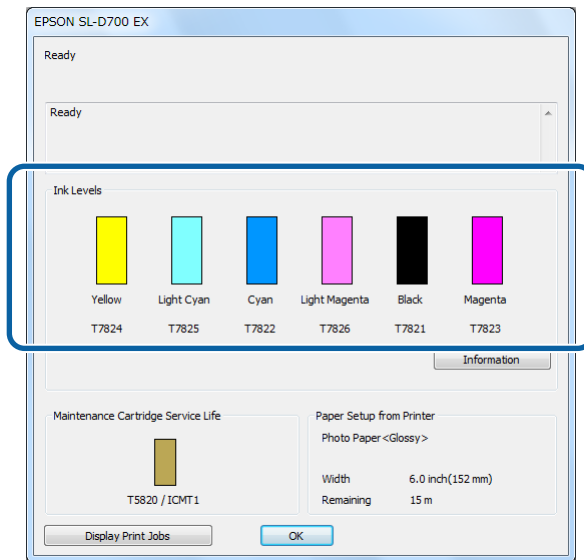 EPSON SL-D700 EX
Ready
Ready
Ink Levels
Yellow Light Cyan Cyan Light Magenta Black Magenta
T7824 T7825 T7822 T7826 T7821 T7823
Information
Maintenance Cartridge Service Life
T5820 / ICMT1
Paper Setup from Printer
Photo Paper<Glossy>
Width 6.0 inch(152 mm)
Remaining 15 m
Display Print Jobs OK